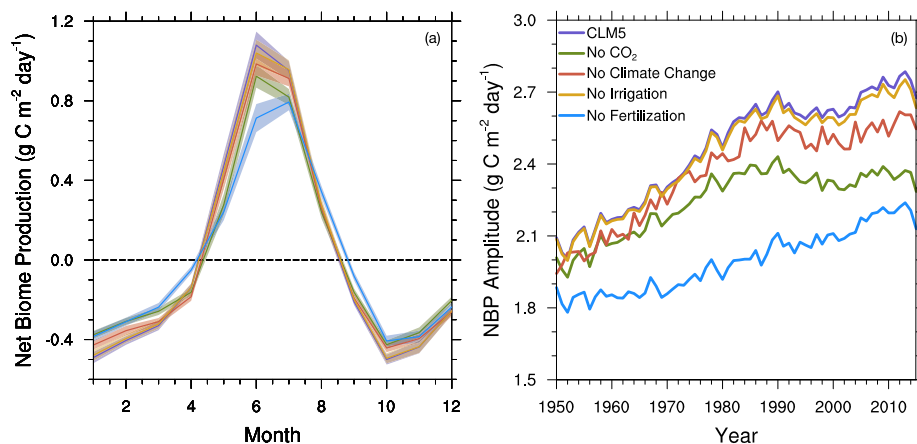 (a)
Net Biome Production (g C m⁻² day⁻¹)
1.2
0.8
0.4
0.0
-0.4
2 4 6 8 10 12
Month
(b)
NBP Amplitude (g C m⁻² day⁻¹)
3.0
2.7
2.4
2.1
1.8
1.5
CLM5
No CO₂
No Climate Change
No Irrigation
No Fertilization
1950 1960 1970 1980 1990 2000 2010
Year